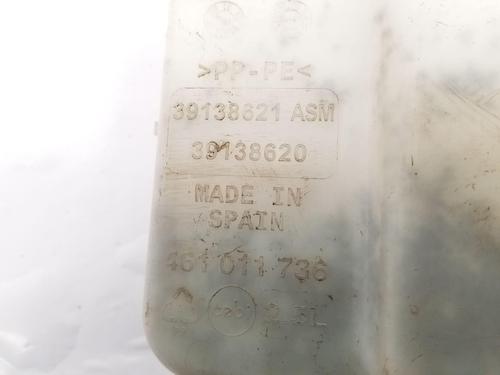 >PP-PE<
39138621 ASM
39138620
MADE IN
SPAIN
461 011 736